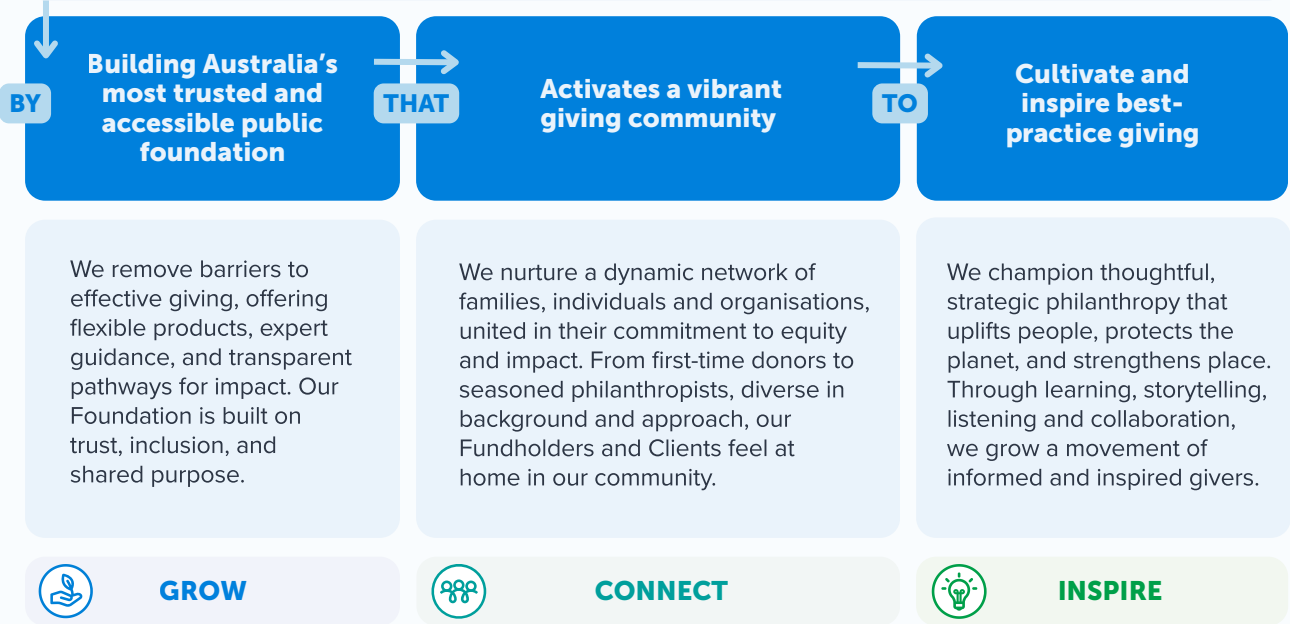 BY
Building Australia's
most trusted and
accessible public
foundation
THAT
Activates a vibrant
giving community
TO
Cultivate and
inspire best-
practice giving
We remove barriers to
effective giving, offering
flexible products, expert
guidance, and transparent
pathways for impact. Our
Foundation is built on
trust, inclusion, and
shared purpose.
We nurture a dynamic network of
families, individuals and organisations,
united in their commitment to equity
and impact. From first-time donors to
seasoned philanthropists, diverse in
background and approach, our
Fundholders and Clients feel at
home in our community.
We champion thoughtful,
strategic philanthropy that
uplifts people, protects the
planet, and strengthens place.
Through learning, storytelling,
listening and collaboration,
we grow a movement of
informed and inspired givers.
GROW
CONNECT
INSPIRE